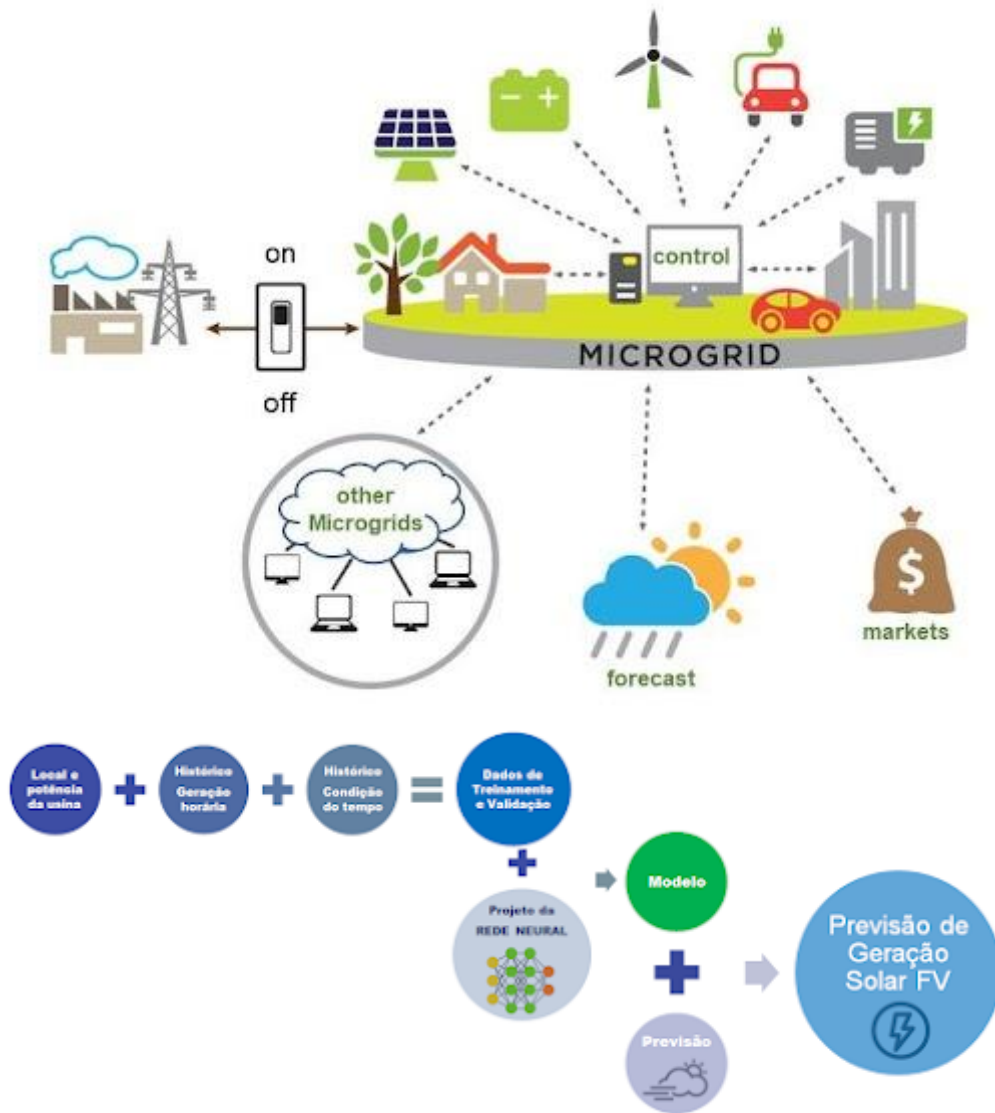 control
on
MICROGRID
off
other
Microgrids
$
markets
forecast
Local e
potência
da usina
Histórico
Geração
horária
Histórico
Condição
do tempo
Dados de
Treinamento
e Validação
Modelo
Projeto da
REDE NEURAL
Previsão de
Geração
Solar FV
Previsão